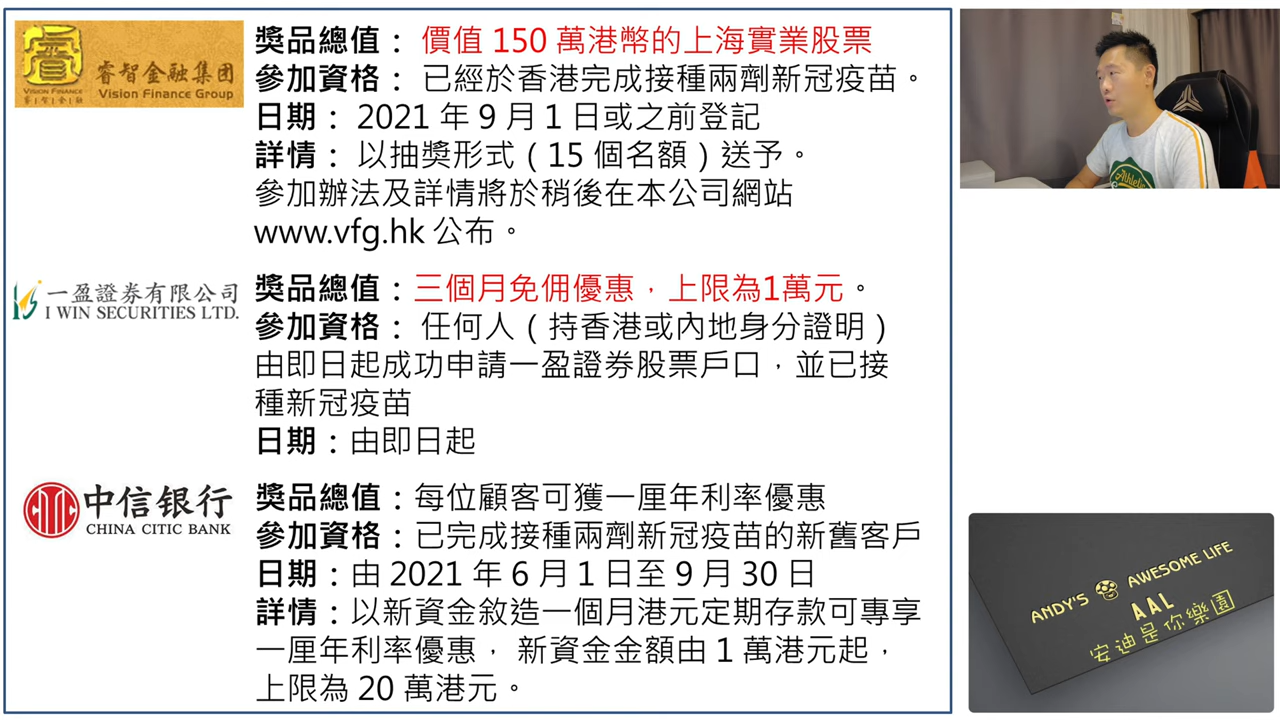 睿智金融集团
VISION FINANCE
Vision Finance Group
睿 | 智 | 金 | 融
獎品總值： 價值 150 萬港幣的上海實業股票
參加資格： 已經於香港完成接種兩劑新冠疫苗。
日期： 2021 年 9 月 1 日或之前登記
詳情： 以抽獎形式（15 個名額）送予。
參加辦法及詳情將於稍後在本公司網站
www.vfg.hk 公布。
一盈證券有限公司
I WIN SECURITIES LTD.
獎品總值：三個月免佣優惠，上限為1萬元。
參加資格： 任何人（持香港或內地身分證明）
由即日起成功申請一盈證券股票戶口，並已接
種新冠疫苗
日期：由即日起
中信银行
CHINA CITIC BANK
獎品總值：每位顧客可獲一厘年利率優惠
參加資格：已完成接種兩劑新冠疫苗的新舊客戶
日期：由 2021 年 6 月 1 日至 9 月 30 日
詳情：以新資金敘造一個月港元定期存款可專享
一厘年利率優惠， 新資金金額由 1 萬港元起，
上限為 20 萬港元。
Athletic
ANDY'S AWESOME LIFE
AAL
安迪是你樂園